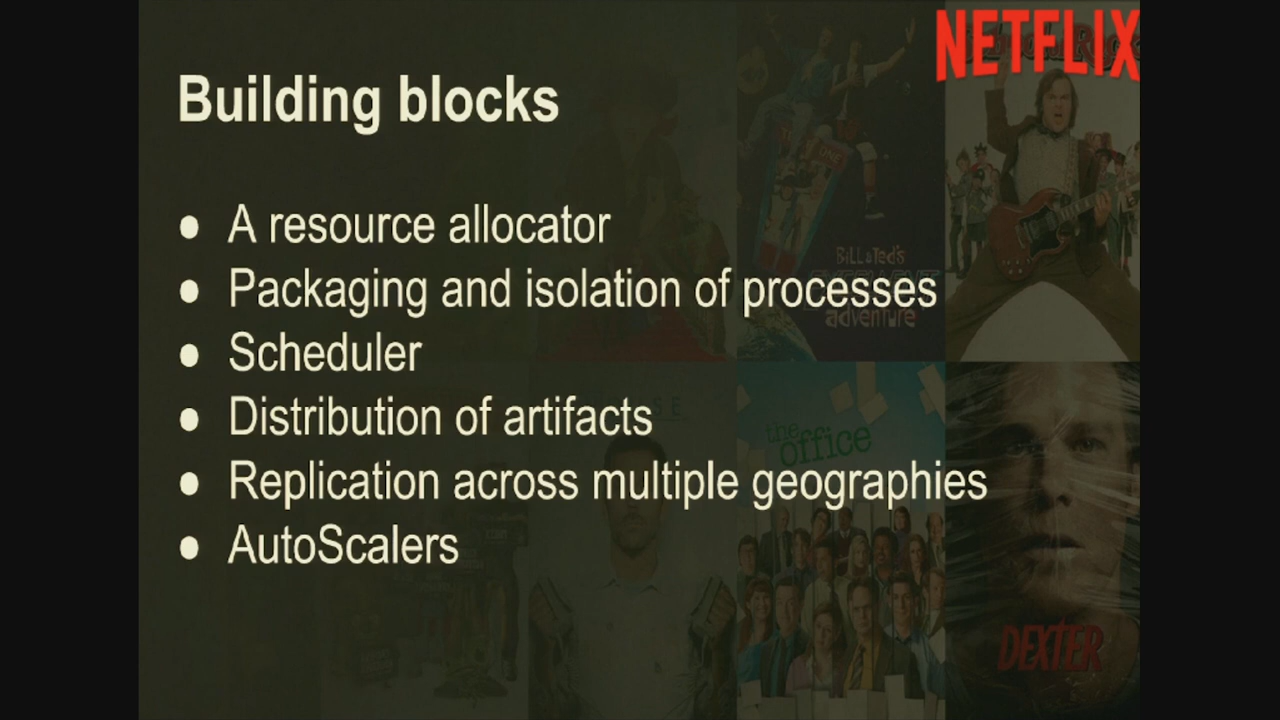 NETFLIX
Building blocks
● A resource allocator
● Packaging and isolation of processes
● Scheduler
● Distribution of artifacts
● Replication across multiple geographies
● AutoScalers
BiLL & Ted's
EXCELLENT
adventure
the
office
DEXTER